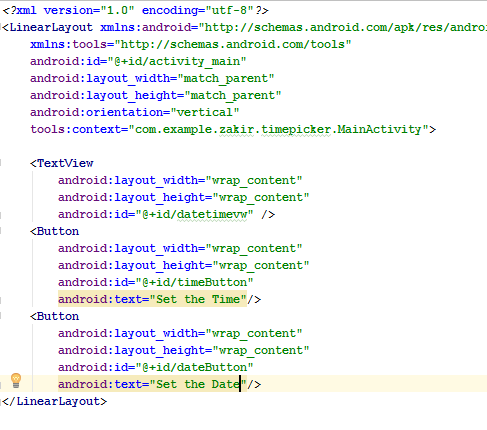 <?xml version="1.0" encoding="utf-8"?>
<LinearLayout xmlns:android="http://schemas.android.com/apk/res/andro
xmlns:tools="http://schemas.android.com/tools"
android:id="@+id/activity_main"
android:layout_width="match_parent"
android:layout_height="match_parent"
android:orientation="vertical"
tools:context="com.example.zakir.timepicker.MainActivity">
<TextView
android:layout_width="wrap_content"
android:layout_height="wrap_content"
android:id="@+id/datetimevw" />
<Button
android:layout_width="wrap_content"
android:layout_height="wrap_content"
android:id="@+id/timeButton"
android:text="Set the Time"/>
<Button
android:layout_width="wrap_content"
android:layout_height="wrap_content"
android:id="@+id/dateButton"
android:text="Set the Date"/>
</LinearLayout>